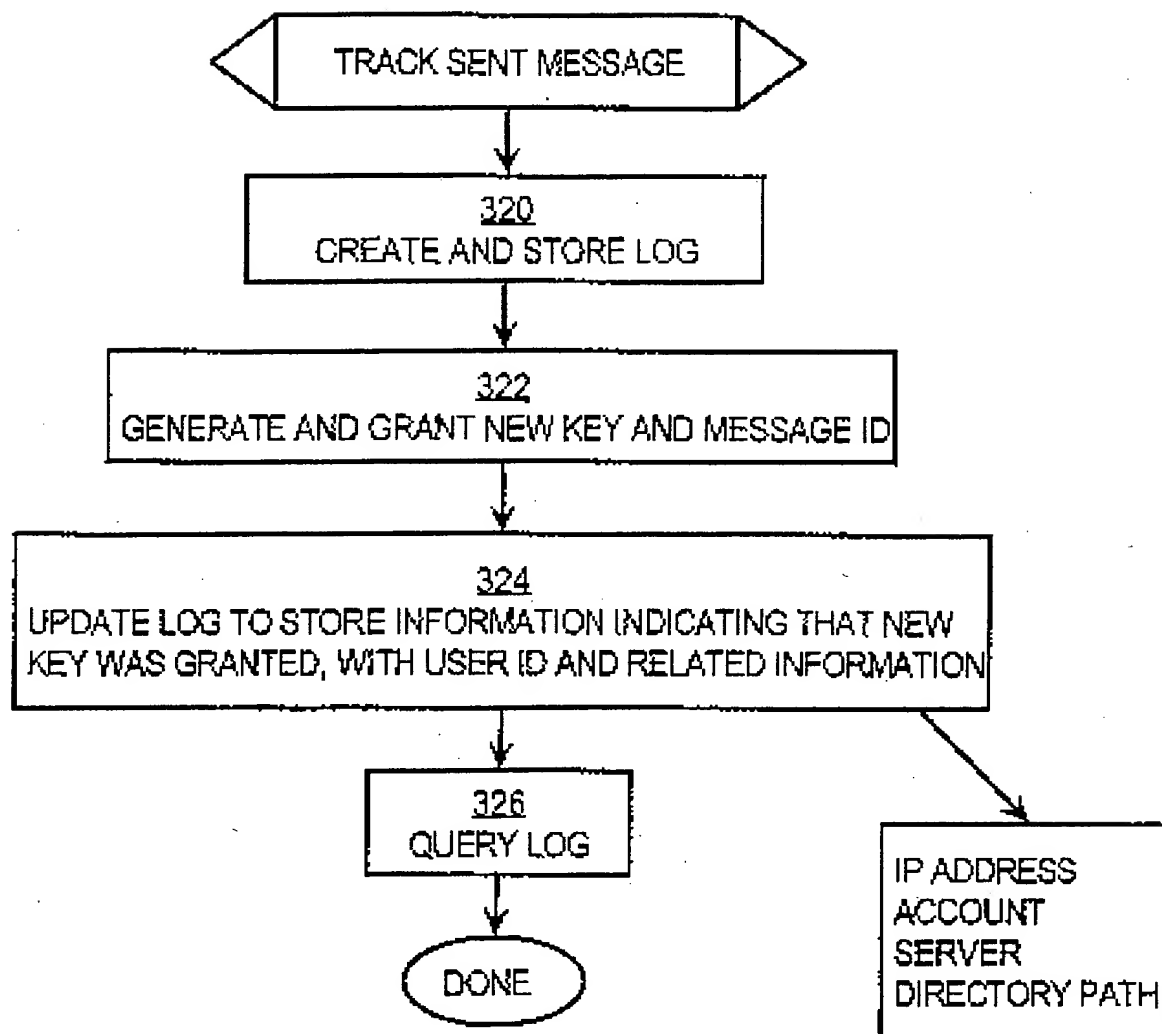 TRACK SENT MESSAGE
320
CREATE AND STORE LOG
322
GENERATE AND GRANT NEW KEY AND MESSAGE ID
324
UPDATE LOG TO STORE INFORMATION INDICATING THAT NEW
KEY WAS GRANTED, WITH USER ID AND RELATED INFORMATION
326
QUERY LOG
IP ADDRESS
ACCOUNT
SERVER
DIRECTORY PATH
DONE